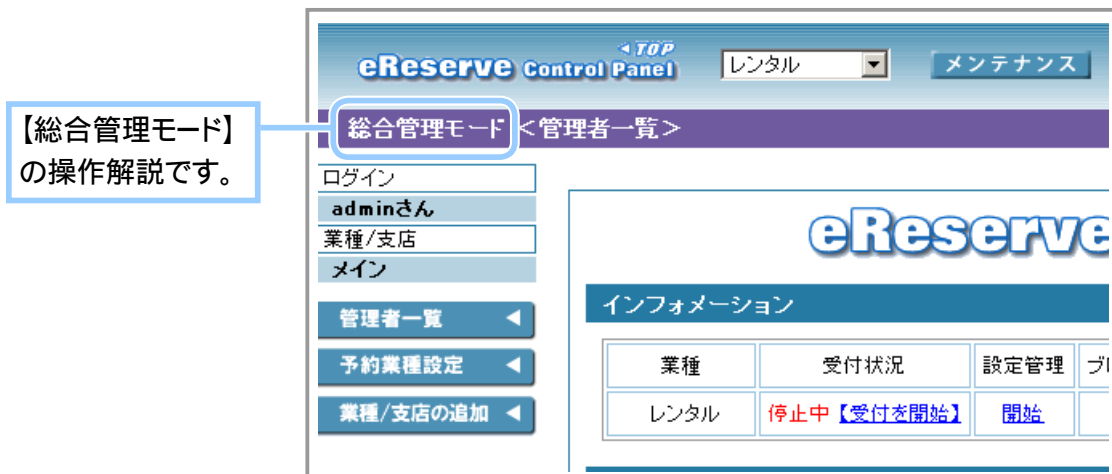 ◄TOP
eReserve Control Panel
レンタル
メンテナンス
【総合管理モード】
の操作解説です。
総合管理モード <管理者一覧>
ログイン
adminさん
業種/支店
メイン
管理者一覧
予約業種設定
業種/支店の追加
eReserve
インフォメーション
業種 受付状況 設定管理
レンタル 停止中【受付を開始】 開始